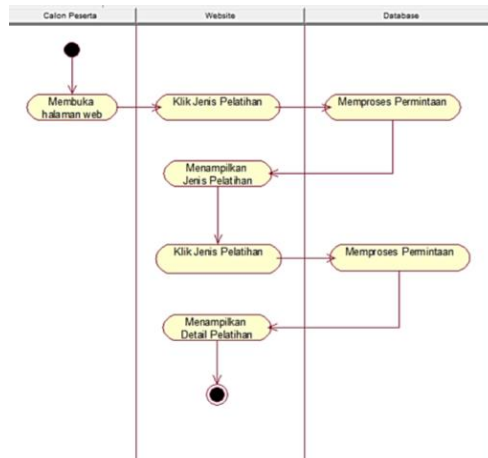 Calon Peserta
Website
Database
Membuka
halaman web
Klik Jenis Pelatihan
Memproses Permintaan
Menampilkan
Jenis Pelatihan
Klik Jenis Pelatihan
Memproses Permintaan
Menampilkan
Detail Pelatihan